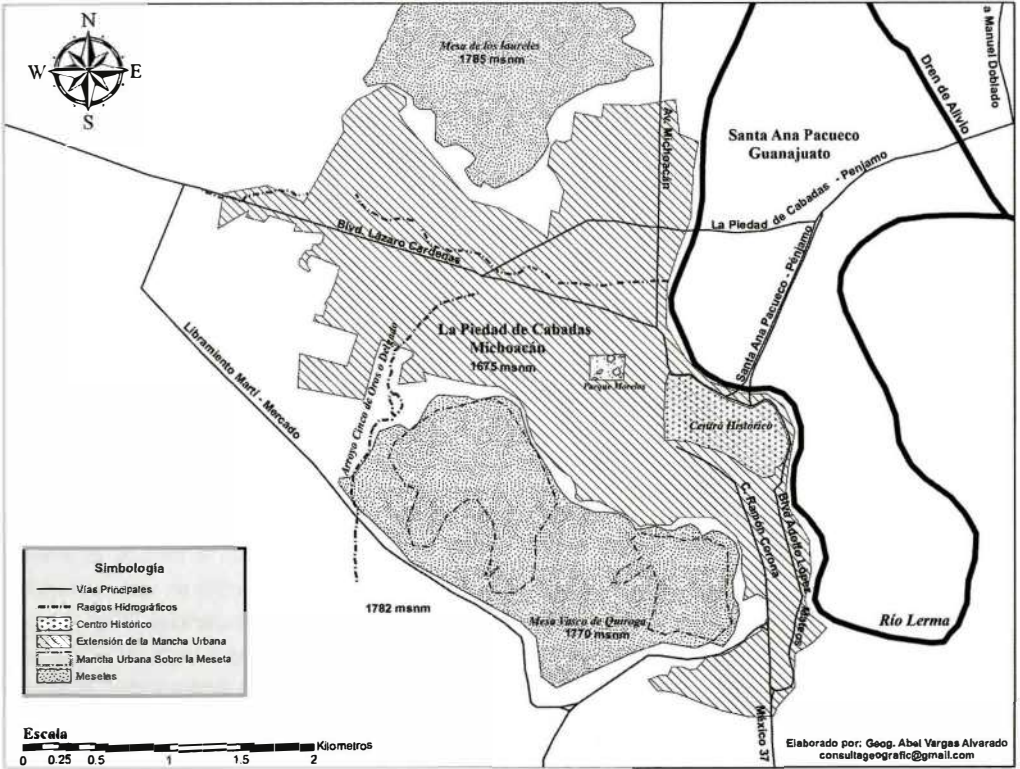 N
W E
S
Mesa de los laureles
1785 msnm
Av. Michoacán
Santa Ana Pacueco
Guanajuato
Dren de Alivio
a Manuel Doblado
La Piedad de Cabadas - Penjamo
Blvd. Lázaro Cardenas
Santa Ana Pacueco - Pénjamo
La Piedad de Cabadas
Michoacán
1675 msnm
Parque Morelos
Libramiento Martí - Mercado
Arroyo Cinco de Oros o Delgado
Centro Histórico
C. Ramón Corona
Blvd Adolfo López Mateos
1782 msnm
Mesa Vasco de Quiroga
1770 msnm
Río Lerma
México 37
Simbología
Vías Principales
Rasgos Hidrográficos
Centro Histórico
Extensión de la Mancha Urbana
Mancha Urbana Sobre la Meseta
Mesetas
Escala
Kilometros
0 0.25 0.5 1 1.5 2
Elaborado por: Geog. Abel Vargas Alvarado
consultageografic@gmail.com